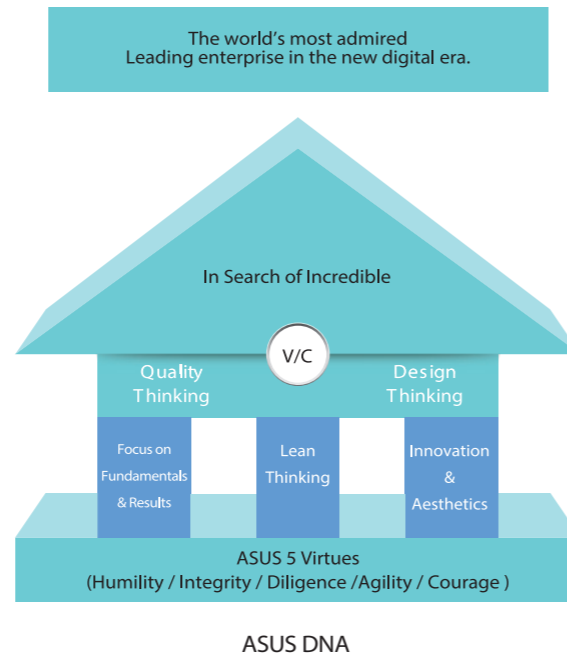 The world's most admired
Leading enterprise in the new digital era.
In Search of Incredible
V/C
Quality
Thinking
Design
Thinking
Focus on
Fundamentals
& Results
Lean
Thinking
Innovation
&
Aesthetics
ASUS 5 Virtues
(Humility / Integrity / Diligence /Agility / Courage )
ASUS DNA